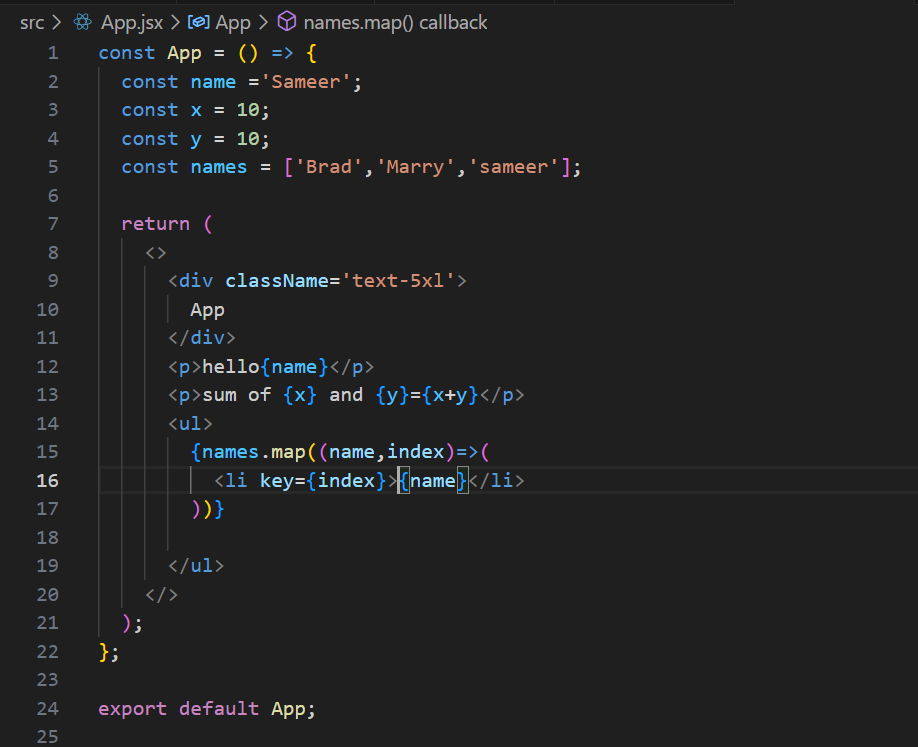 src > App.jsx > App > names.map() callback
1 const App = () => {
2 const name ='Sameer';
3 const x = 10;
4 const y = 10;
5 const names = ['Brad','Marry','sameer'];
6
7 return (
8 <>
9 <div className='text-5xl'>
10 App
11 </div>
12 <p>hello{name}</p>
13 <p>sum of {x} and {y}={x+y}</p>
14 <ul>
15 {names.map((name,index)=>(
16 <li key={index}>{name}</li>
17 ))}
18
19 </ul>
20 </>
21 );
22 };
23
24 export default App;
25